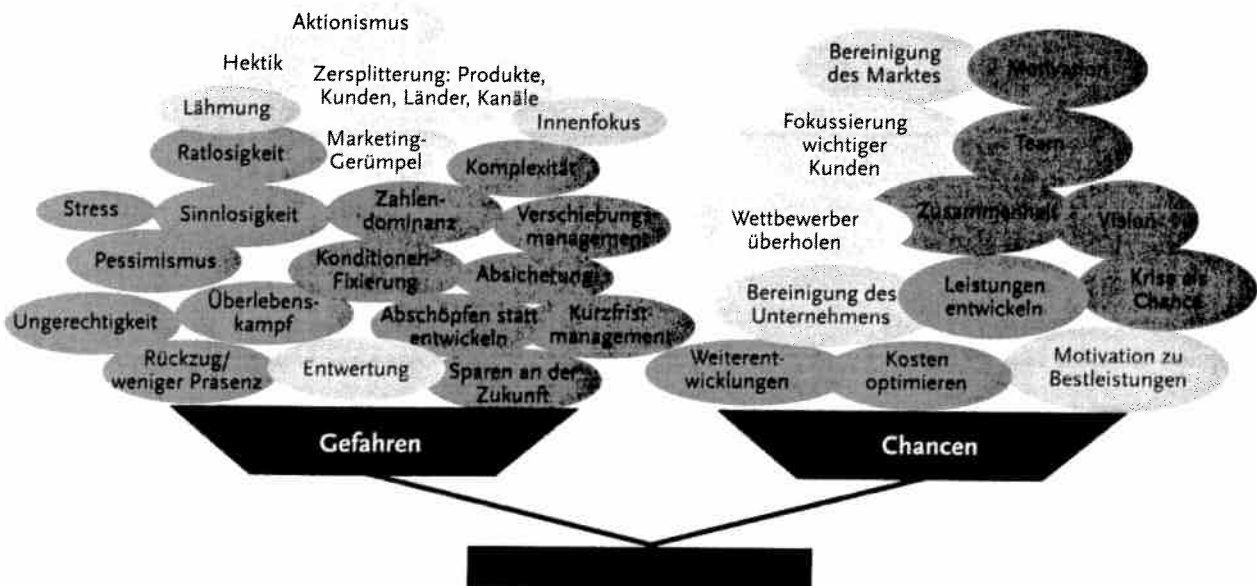 Aktionismus
Hektik
Zersplitterung: Produkte,
Kunden, Länder, Kanäle
Lähmung
Innenfokus
Ratlosigkeit
Marketing-
Gerümpel
Komplexität
Stress
Sinnlosigkeit
Zahlen-
dominanz
Verschiebungs-
management
Pessimismus
Konditionen-
Fixierung
Absicherung
Ungerechtigkeit
Überlebens-
kampf
Abschöpfen statt
entwickeln
Kurzfrist-
management
Rückzug/
weniger Präsenz
Entwertung
Sparen an der
Zukunft
Gefahren
Bereinigung
des Marktes
Motivation
Fokussierung
wichtiger
Kunden
Team
Zusammenheit
Vision
Wettbewerber
überholen
Bereinigung des
Unternehmens
Leistungen
entwickeln
Krise als
Chance
Weiterent-
wicklungen
Kosten
optimieren
Motivation zu
Bestleistungen
Chancen